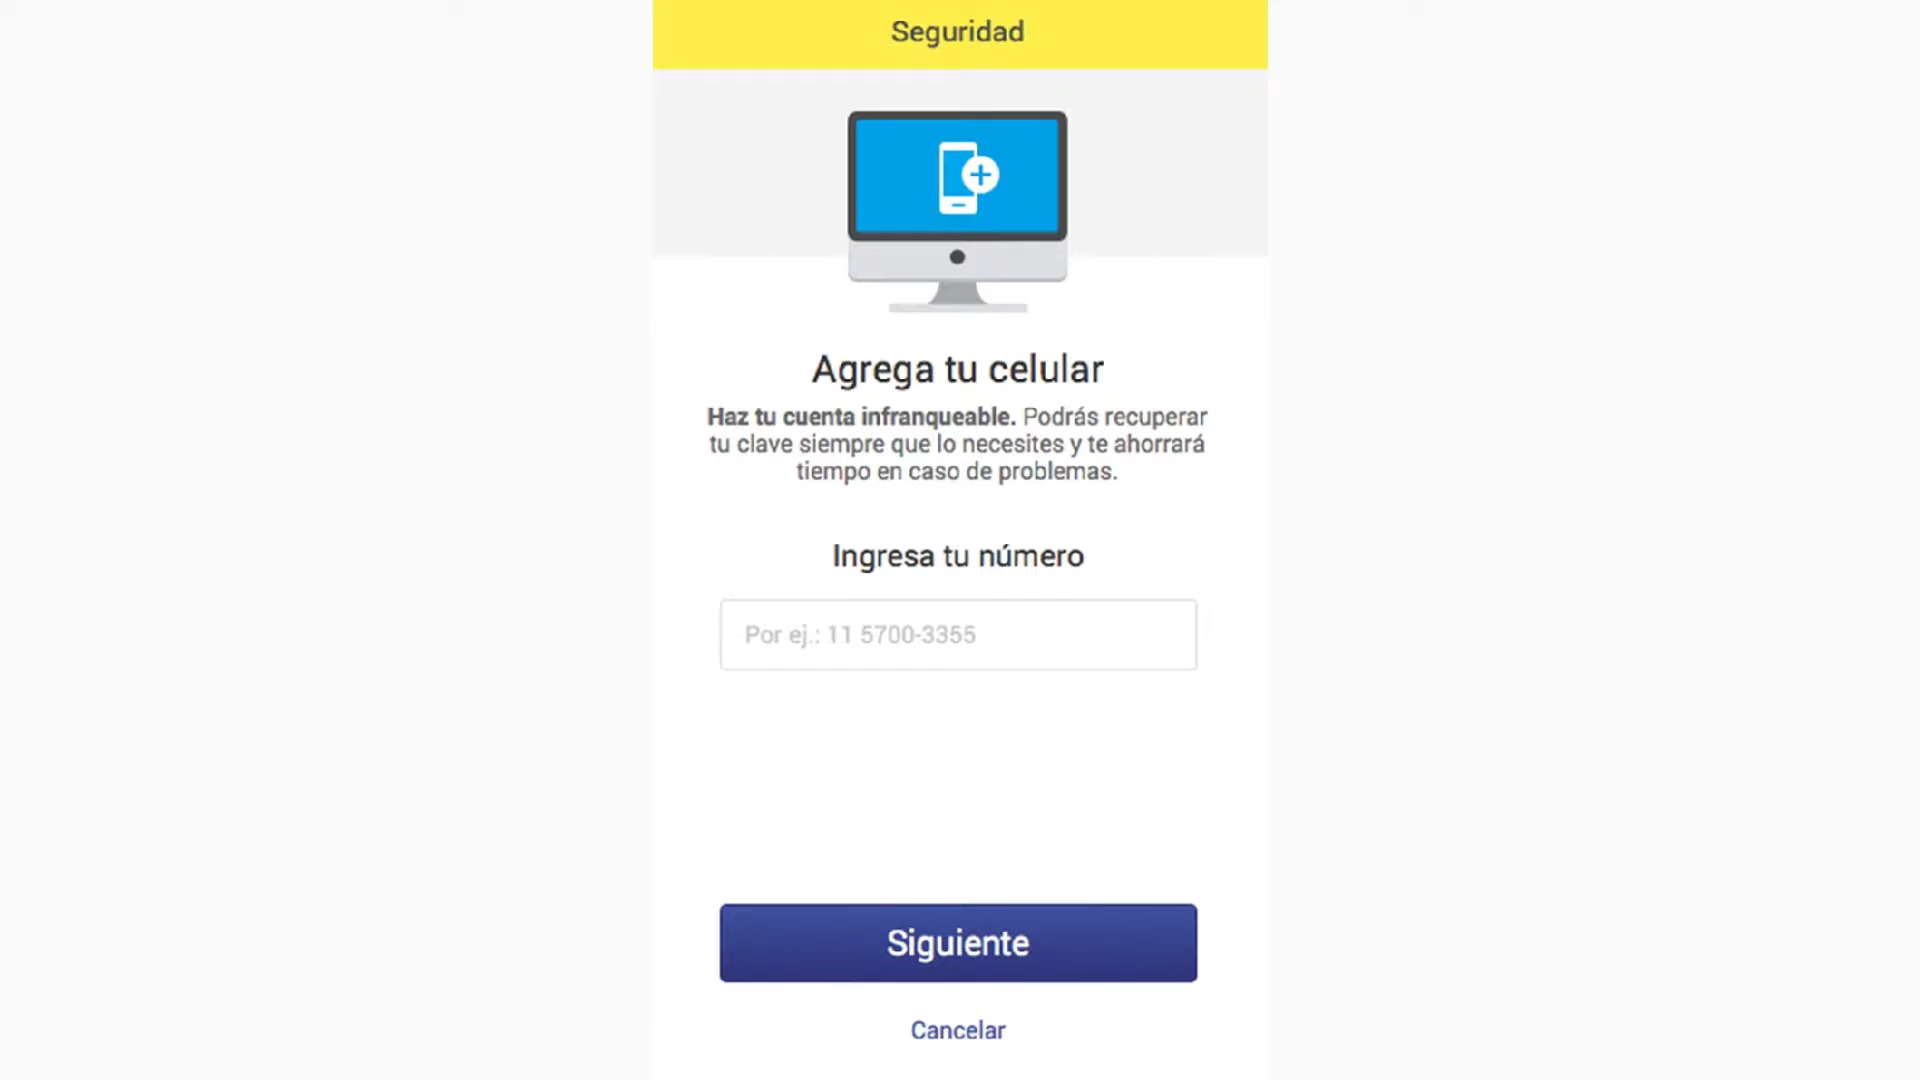 Seguridad
Agrega tu celular
Haz tu cuenta infranqueable. Podrás recuperar
tu clave siempre que lo necesites y te ahorrará
tiempo en caso de problemas.
Ingresa tu número
Por ej.: 11 5700-3355
Siguiente
Cancelar